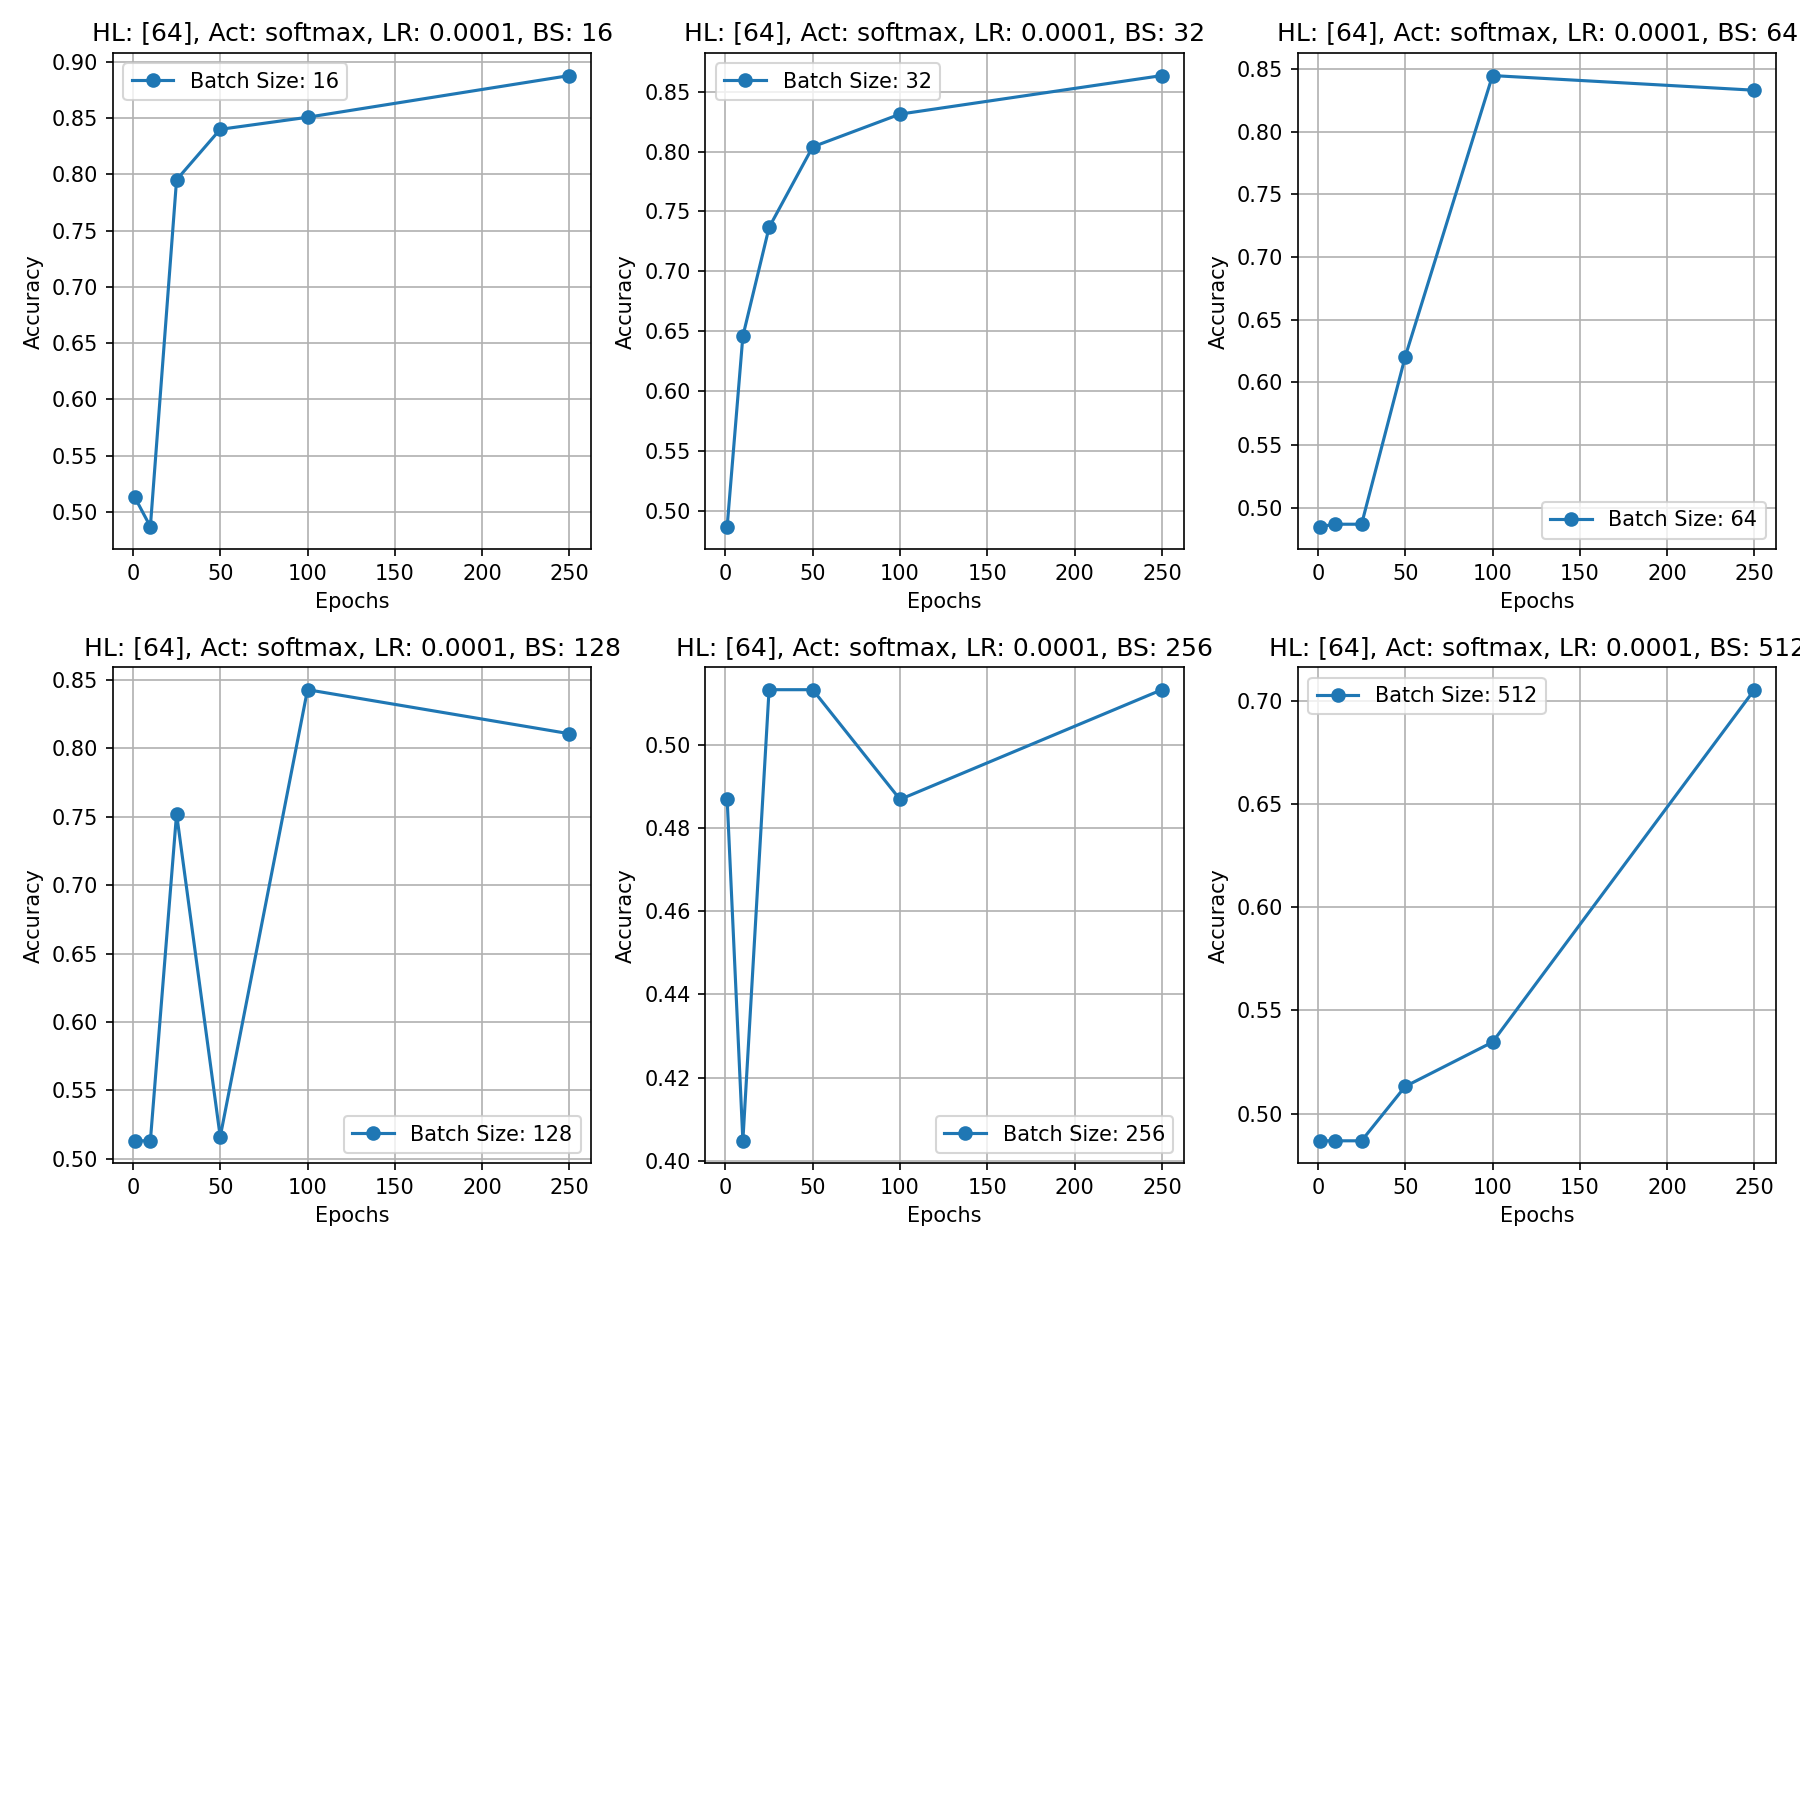 HL: [64], Act: softmax, LR: 0.0001, BS: 16
Batch Size: 16
Accuracy
0.90
0.85
0.80
0.75
0.70
0.65
0.60
0.55
0.50
0 50 100 150 200 250
Epochs
HL: [64], Act: softmax, LR: 0.0001, BS: 32
Batch Size: 32
Accuracy
0.85
0.80
0.75
0.70
0.65
0.60
0.55
0.50
0 50 100 150 200 250
Epochs
HL: [64], Act: softmax, LR: 0.0001, BS: 64
Accuracy
0.85
0.80
0.75
0.70
0.65
0.60
0.55
0.50
Batch Size: 64
0 50 100 150 200 250
Epochs
HL: [64], Act: softmax, LR: 0.0001, BS: 128
Accuracy
0.85
0.80
0.75
0.70
0.65
0.60
0.55
0.50
Batch Size: 128
0 50 100 150 200 250
Epochs
HL: [64], Act: softmax, LR: 0.0001, BS: 256
Accuracy
0.50
0.48
0.46
0.44
0.42
0.40
Batch Size: 256
0 50 100 150 200 250
Epochs
HL: [64], Act: softmax, LR: 0.0001, BS: 512
Batch Size: 512
Accuracy
0.70
0.65
0.60
0.55
0.50
0 50 100 150 200 250
Epochs